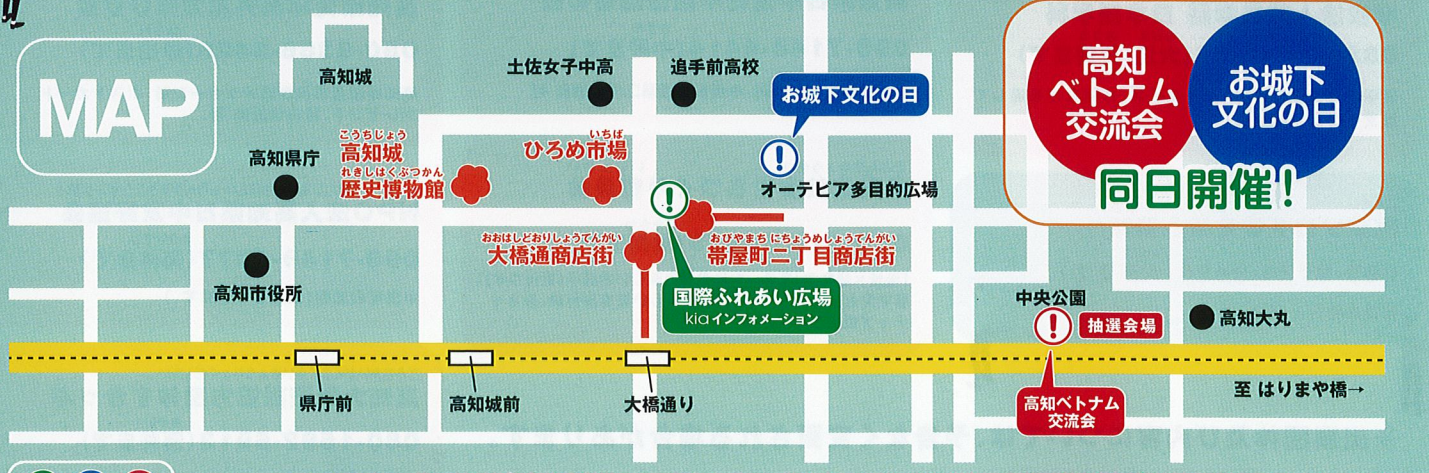 MAP
高知城
土佐女子中高
追手前高校
お城下文化の日
高知
ベトナム
交流会
お城下
文化の日
同日開催！
高知県庁
こうちじょう
高知城
れきしはくぶつかん
歴史博物館
いちば
ひろめ市場
オーテピア多目的広場
おおはしどおりしょうてんがい
大橋通商店街
おびやまち にちょうめしょうてんがい
帯屋町二丁目商店街
高知市役所
国際ふれあい広場
kiaインフォメーション
中央公園
抽選会場
高知大丸
県庁前
高知城前
大橋通り
高知ベトナム
交流会
至 はりまや橋→